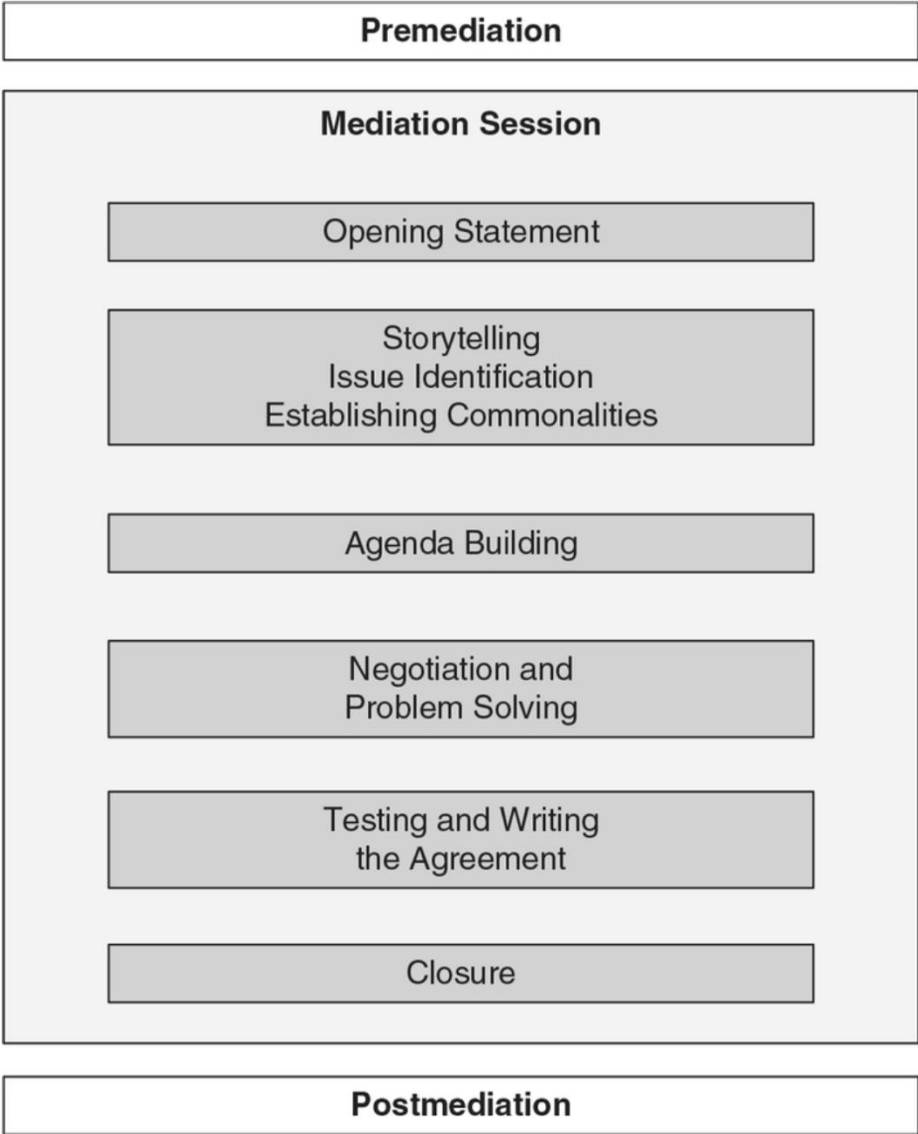 Premediation
Mediation Session
Opening Statement
Storytelling
Issue Identification
Establishing Commonalities
Agenda Building
Negotiation and
Problem Solving
Testing and Writing
the Agreement
Closure
Postmediation